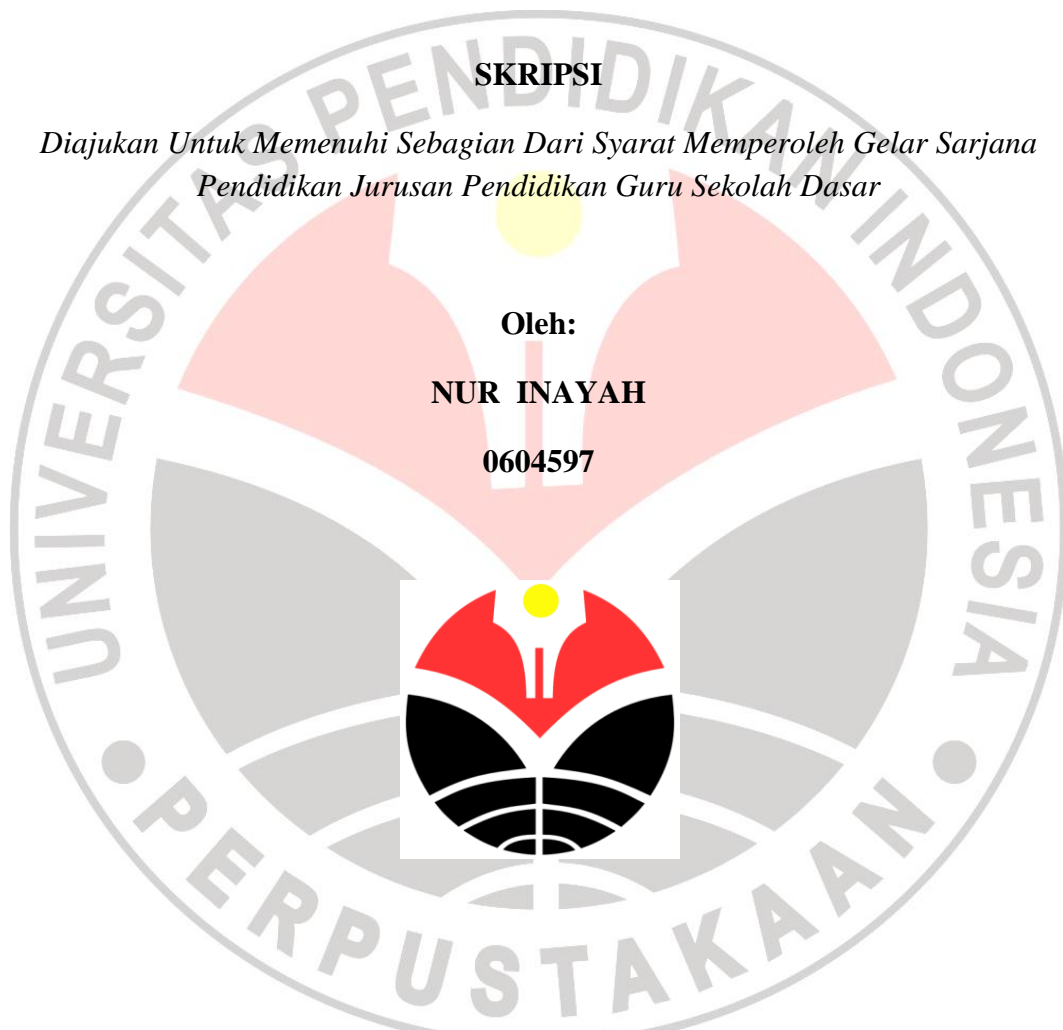 SKRIPSI
Diajukan Untuk Memenuhi Sebagian Dari Syarat Memperoleh Gelar Sarjana
Pendidikan Jurusan Pendidikan Guru Sekolah Dasar
Oleh:
NUR INAYAH
0604597
UNIVERSITAS PENDIDIKAN INDONESIA
PERPUSTAKAAN